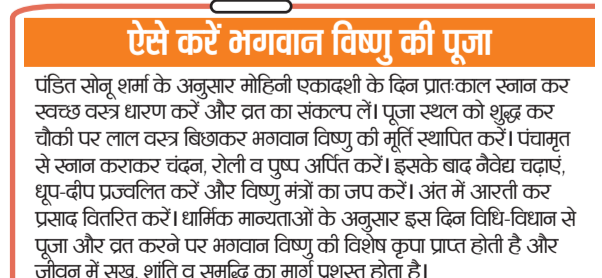 ऐसे करें भगवान विष्णु की पूजा
पंडित सोनू शर्मा के अनुसार मोहिनी एकादशी के दिन प्रातःकाल स्नान कर
स्वच्छ वस्त्र धारण करें और व्रत का संकल्प लें। पूजा स्थल को शुद्ध कर
चौकी पर लाल वस्त्र बिछाकर भगवान विष्णु की मूर्ति स्थापित करें। पंचामृत
से स्नान कराकर चंदन, रोली व पुष्प अर्पित करें। इसके बाद नैवेद्य चढ़ाएं,
धूप-दीप प्रज्वलित करें और विष्णु मंत्रों का जप करें। अंत में आरती कर
प्रसाद वितरित करें। धार्मिक मान्यताओं के अनुसार इस दिन विधि-विधान से
पूजा और व्रत करने पर भगवान विष्णु की विशेष कृपा प्राप्त होती है और
जीवन में सुख, शांति व समृद्धि का मार्ग प्रशस्त होता है।